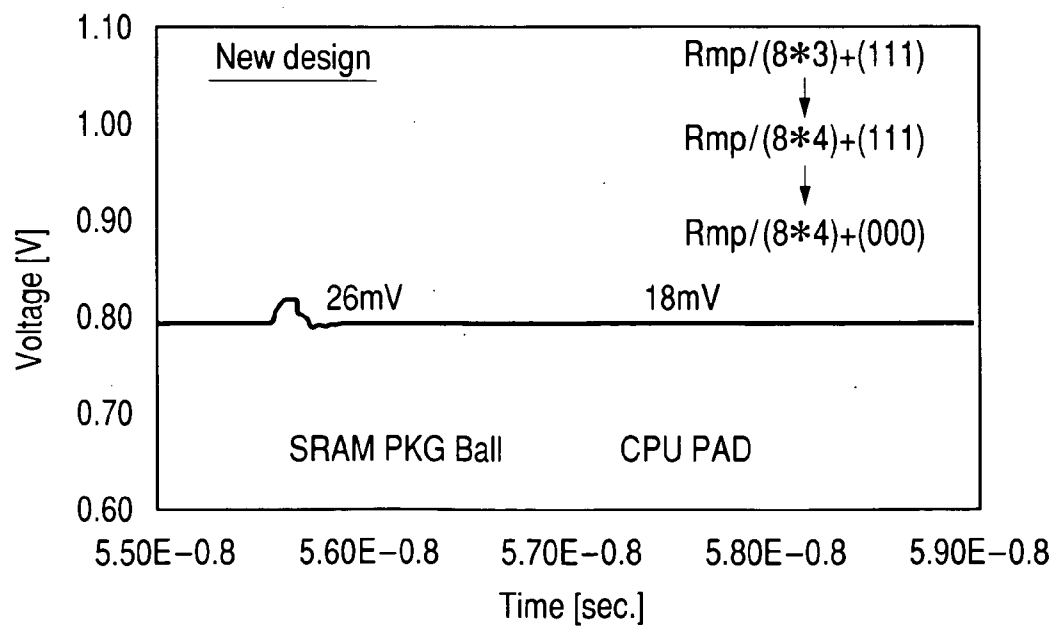 1.10
New design
Rmp/(8*3)+(111)
1.00
Rmp/(8*4)+(111)
0.90
Rmp/(8*4)+(000)
Voltage [V]
26mV
18mV
0.80
0.70
SRAM PKG Ball
CPU PAD
0.60
5.50E-0.8
5.60E-0.8
5.70E-0.8
5.80E-0.8
5.90E-0.8
Time [sec.]